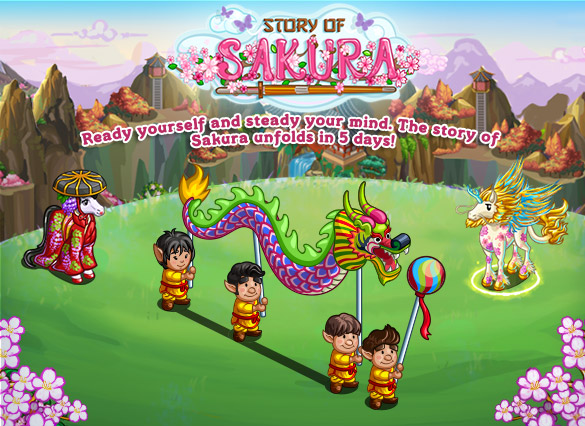 STORY OF
SAKURA
Ready yourself and steady your mind. The story of
Sakura unfolds in 5 days!